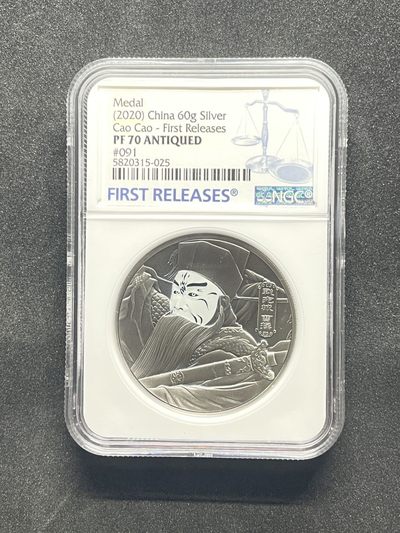 Medal
(2020) China 60g Silver
Cao Cao - First Releases
PF 70 ANTIQUED
#091
5820315-025
FIRST RELEASES®
NGC®